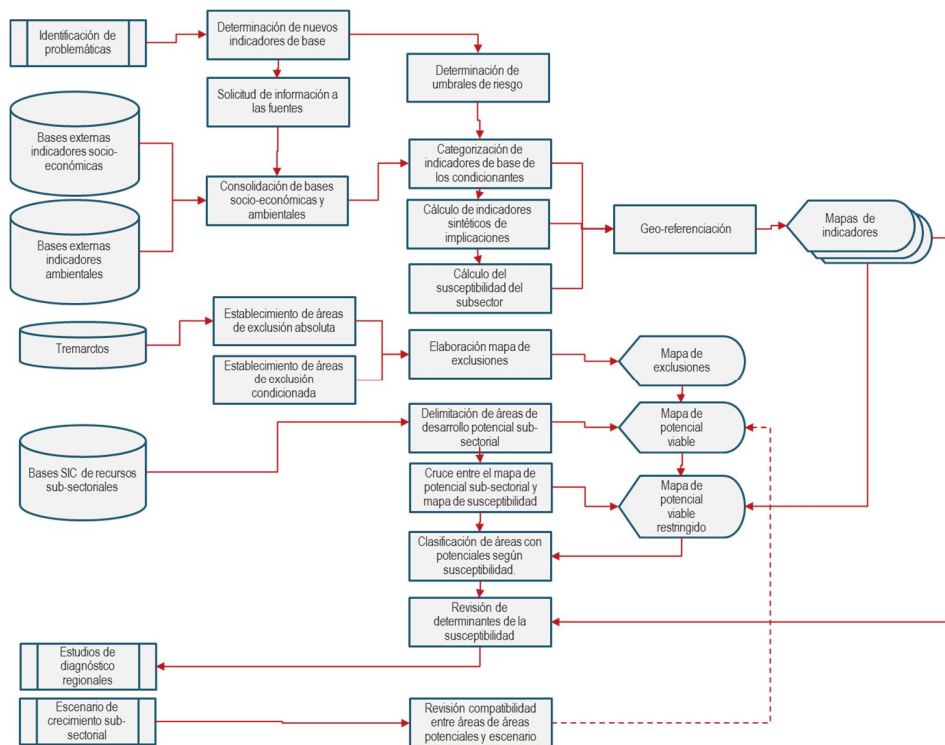 Identificación de
problemáticas
Determinación de nuevos
indicadores de base
Determinación de
umbrales de riesgo
Solicitud de información a
las fuentes
Bases externas
indicadores socio-
económicas
Categorización de
indicadores de base de
los condicionantes
Consolidación de bases
socio-económicas y
ambientales
Bases externas
indicadores
ambientales
Cálculo de indicadores
sintéticos de
implicaciones
Geo-referenciación
Mapas de
indicadores
Cálculo del
susceptibilidad del
subsector
Tremarctos
Establecimiento de áreas
de exclusión absoluta
Establecimiento de áreas
de exclusión
condicionada
Elaboración mapa de
exclusiones
Mapa de
exclusiones
Delimitación de áreas de
desarrollo potencial sub-
sectorial
Mapa de
potencial
viable
Bases SIC de recursos
sub-sectoriales
Cruce entre el mapa de
potencial sub-sectorial y
mapa de susceptibilidad
Mapa de
potencial
viable
restringido
Clasificación de áreas con
potenciales según
susceptibilidad.
Revisión de
determinantes de la
susceptibilidad
Estudios de
diagnóstico
regionales
Escenario de
crecimiento sub-
sectorial
Revisión compatibilidad
entre áreas de áreas
potenciales y escenario